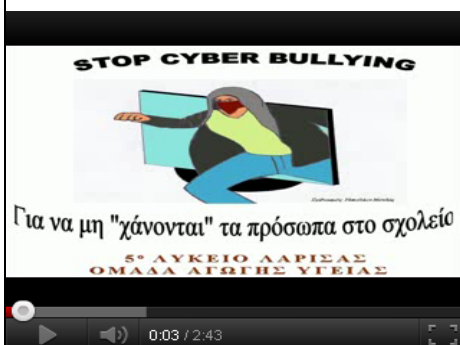 STOP CYBER BULLYING
Για να μη "χάνονται" τα πρόσωπα στο σχολείο
5° ΛΥΚΕΙΟ ΛΑΡΙΣΑΣ
ΟΜΑΔΑ ΑΓΩΓΗΣ ΥΓΕΙΑΣ
0:03 / 2:43